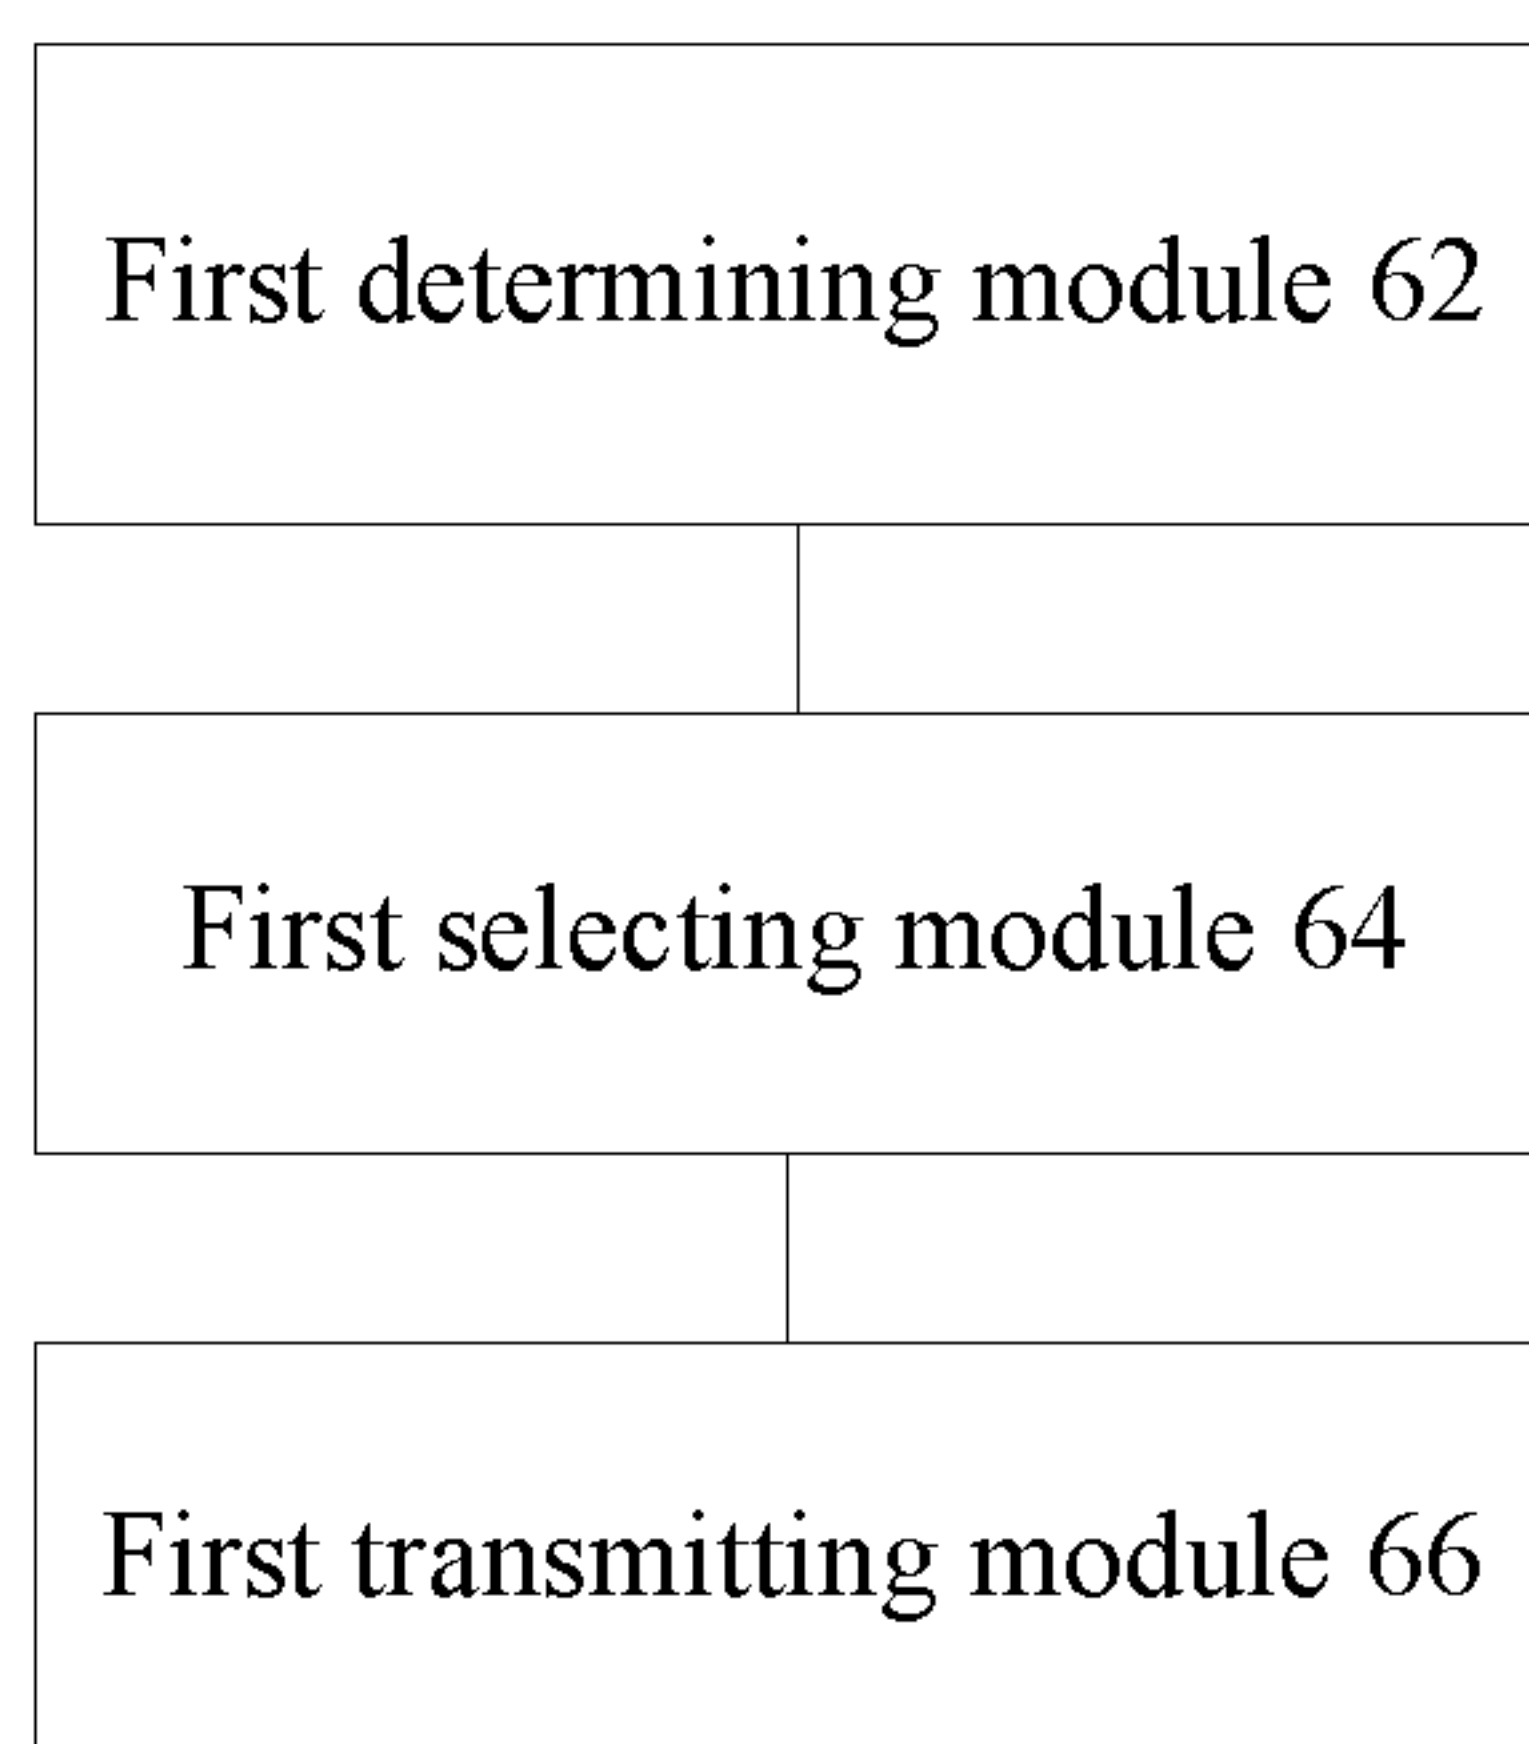 First determining module 62
First selecting module 64
First transmitting module 66